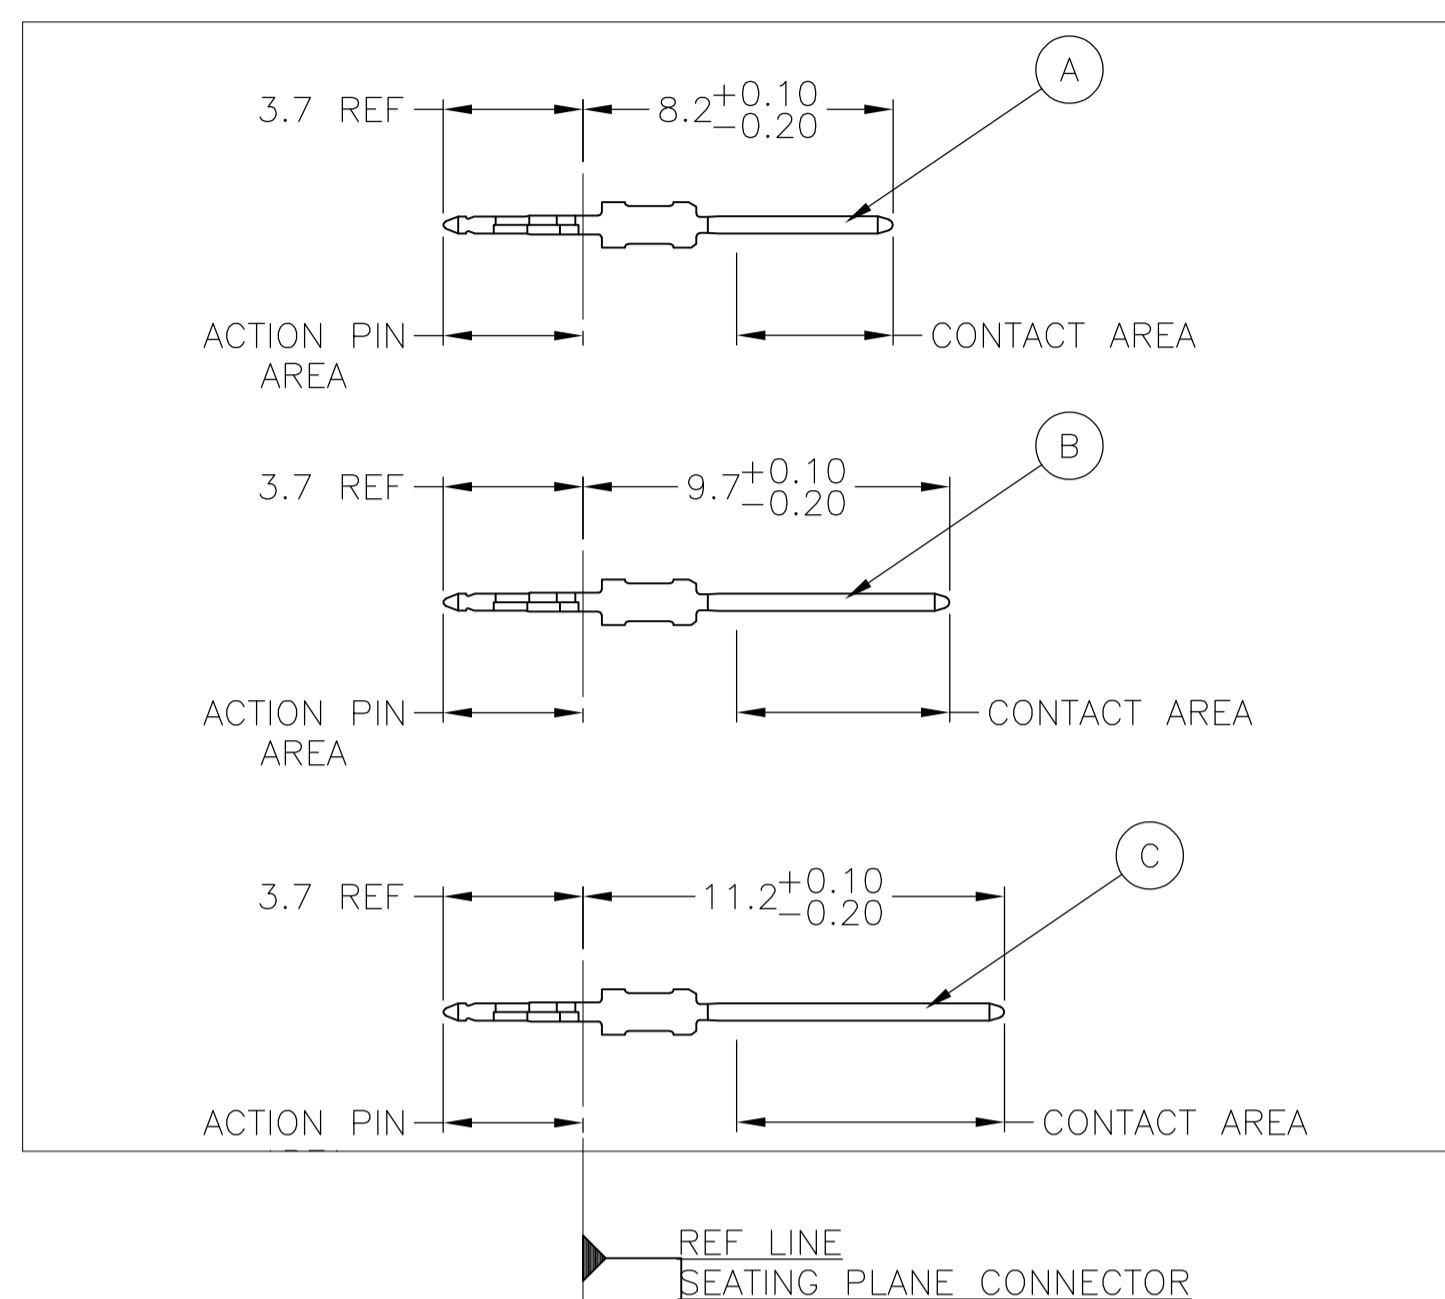 A
3.7 REF
8.2 +0.10 -0.20
ACTION PIN AREA
CONTACT AREA
B
3.7 REF
9.7 +0.10 -0.20
ACTION PIN AREA
CONTACT AREA
C
3.7 REF
11.2 +0.10 -0.20
ACTION PIN
CONTACT AREA
REF LINE
SEATING PLANE CONNECTOR